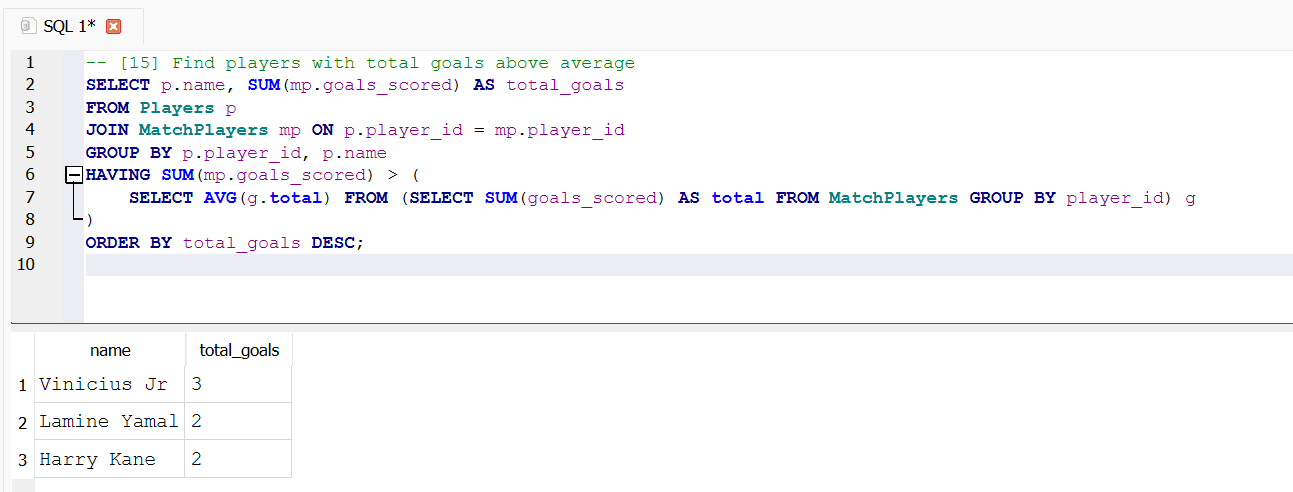 SQL 1*
1 -- [15] Find players with total goals above average
2 SELECT p.name, SUM(mp.goals_scored) AS total_goals
3 FROM Players p
4 JOIN MatchPlayers mp ON p.player_id = mp.player_id
5 GROUP BY p.player_id, p.name
6 HAVING SUM(mp.goals_scored) > (
7     SELECT AVG(g.total) FROM (SELECT SUM(goals_scored) AS total FROM MatchPlayers GROUP BY player_id) g
8 )
9 ORDER BY total_goals DESC;
10
name total_goals
1 Vinicius Jr 3
2 Lamine Yamal 2
3 Harry Kane 2